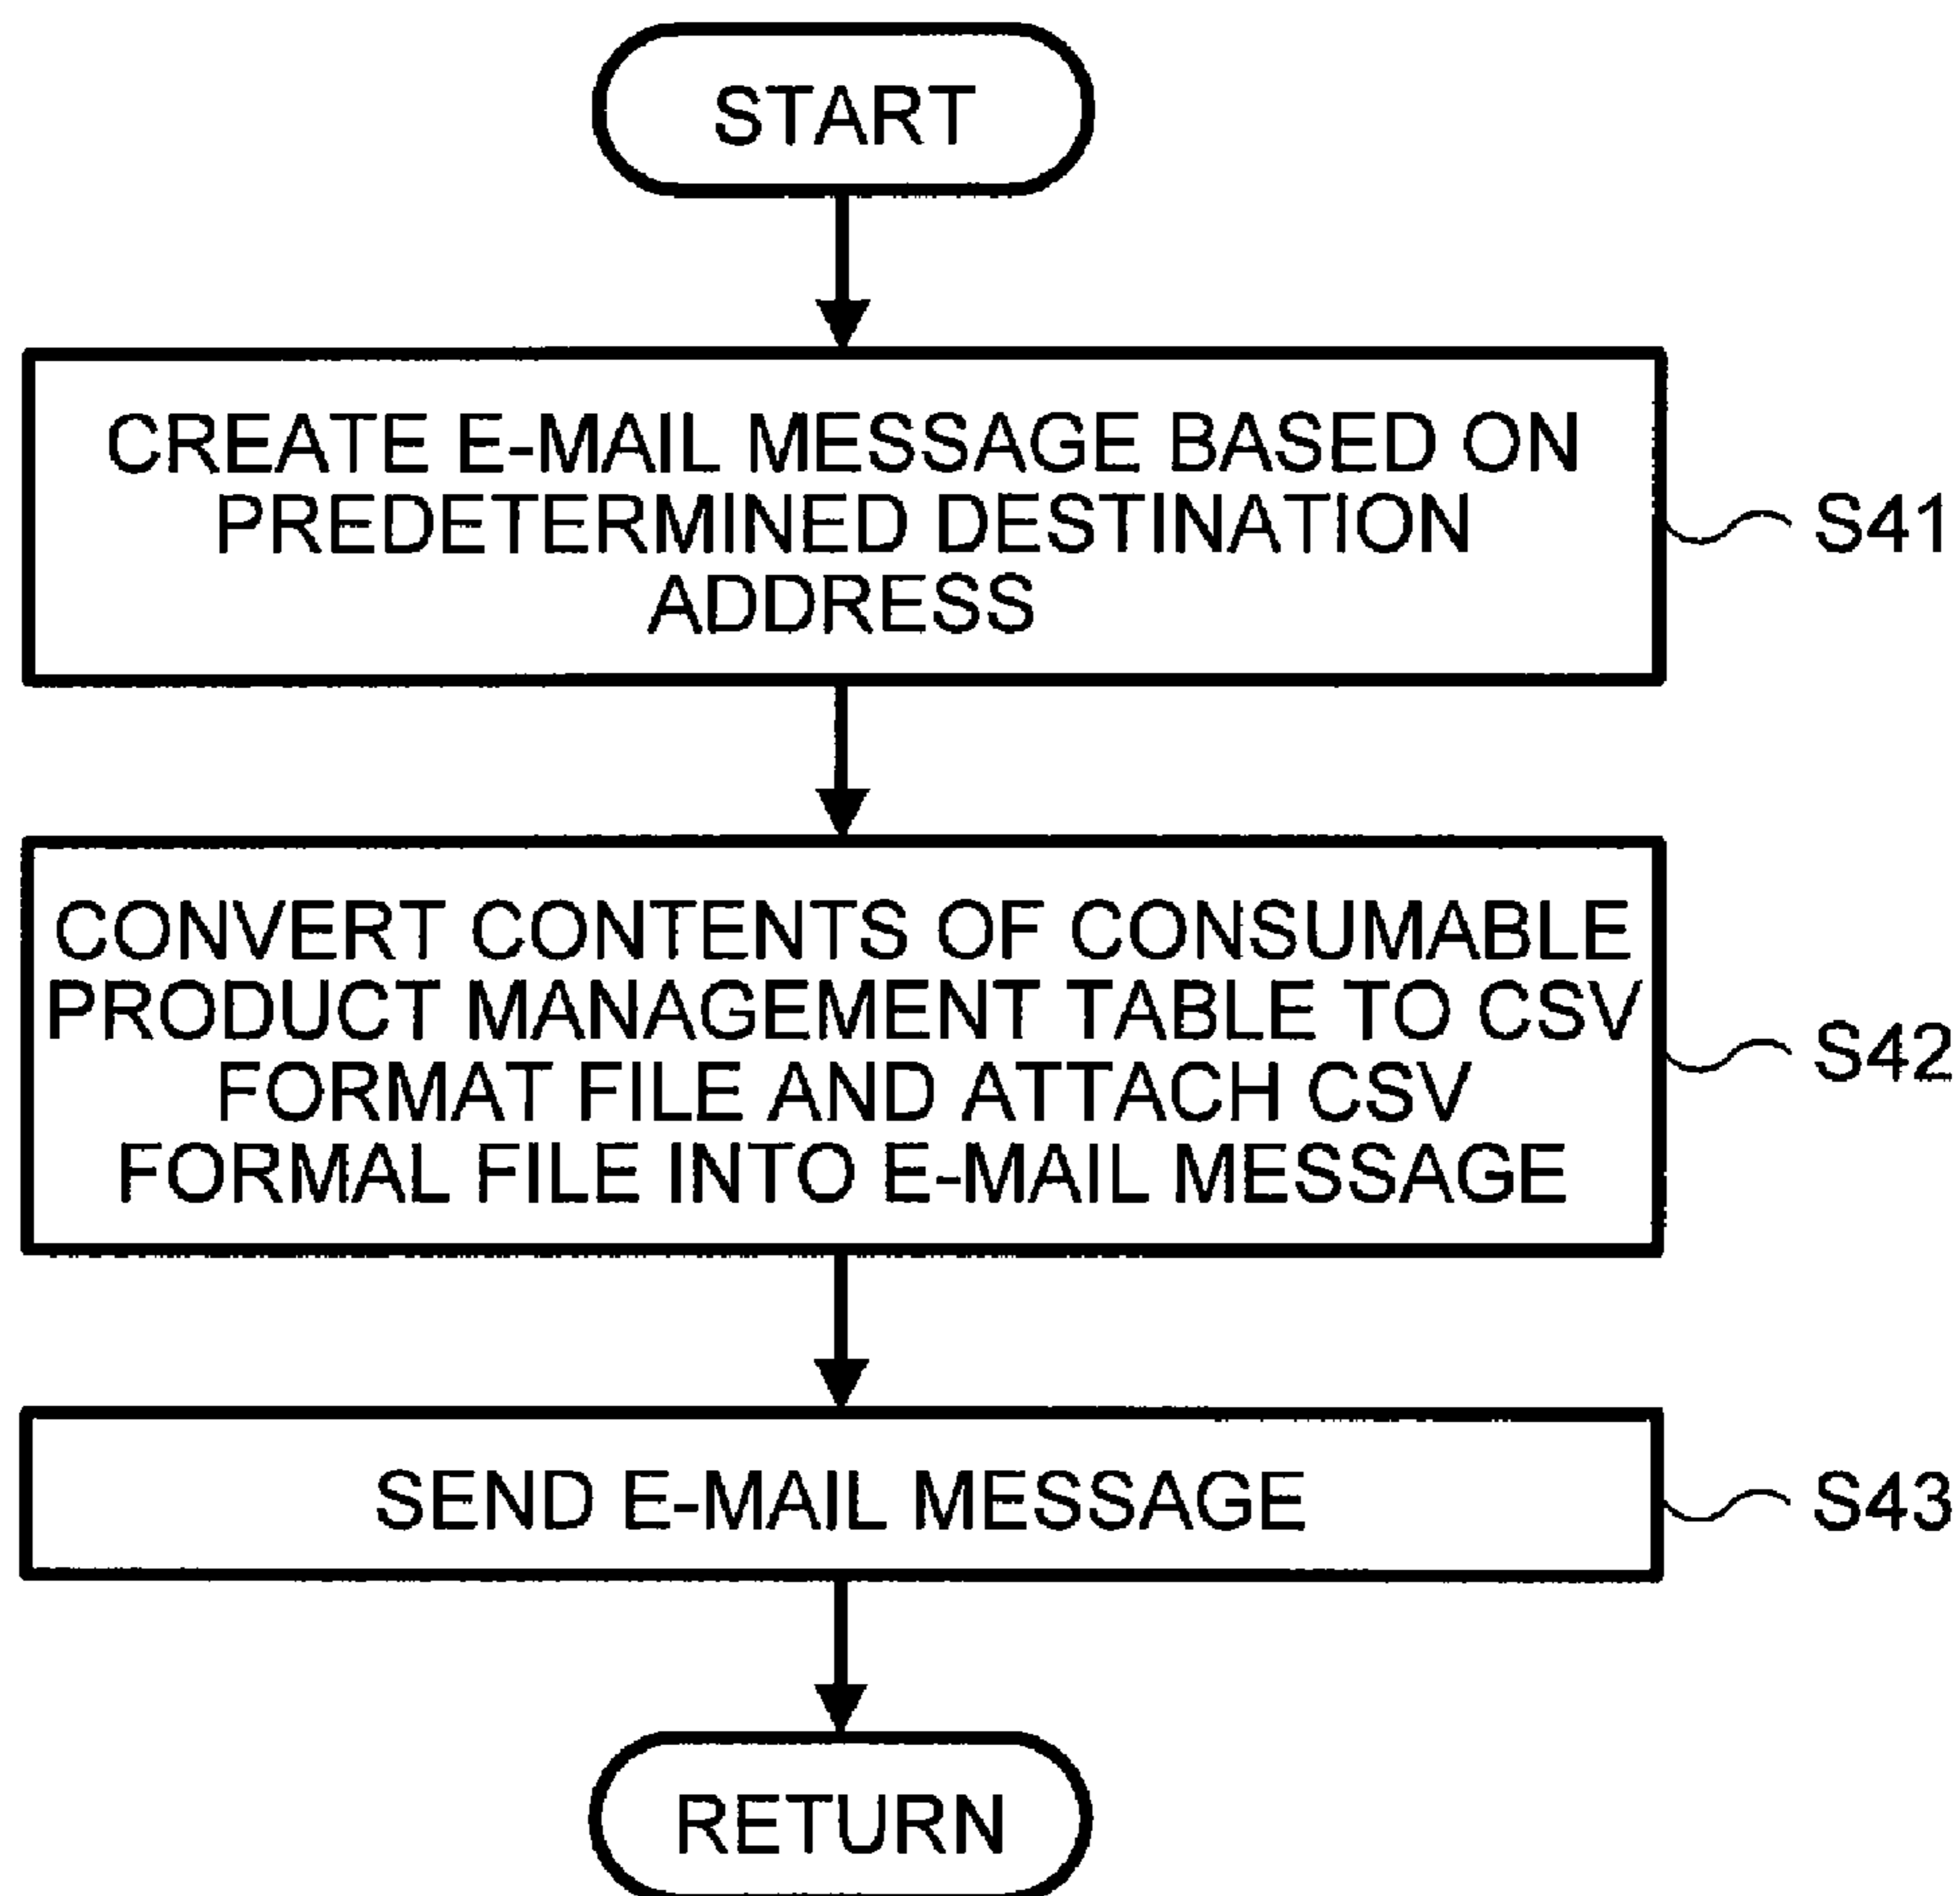 START
CREATE E-MAIL MESSAGE BASED ON
PREDETERMINED DESTINATION
ADDRESS
S41
CONVERT CONTENTS OF CONSUMABLE
PRODUCT MANAGEMENT TABLE TO CSV
FORMAT FILE AND ATTACH CSV
FORMAL FILE INTO E-MAIL MESSAGE
S42
SEND E-MAIL MESSAGE
S43
RETURN